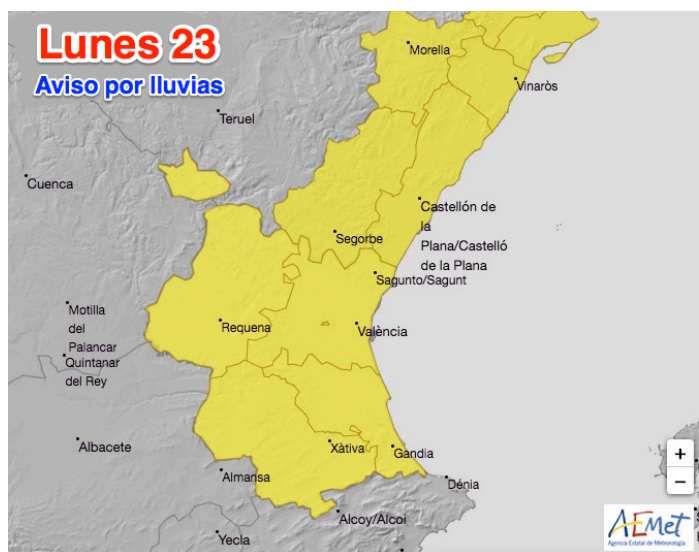 Lunes 23
Aviso por lluvias
Morella
Vinaròs
Teruel
Cuenca
Castellón de
la
Plana/Castelló
de la Plana
Segorbe
Sagunto/Sagunt
Motilla
del
Palancar
Requena
València
Quintanar
del Rey
Albacete
Xàtiva
Gandia
Almansa
Dénia
Alcoy/Alcoi
Yecla
+
−
AEMet
Agencia Estatal de Meteorología